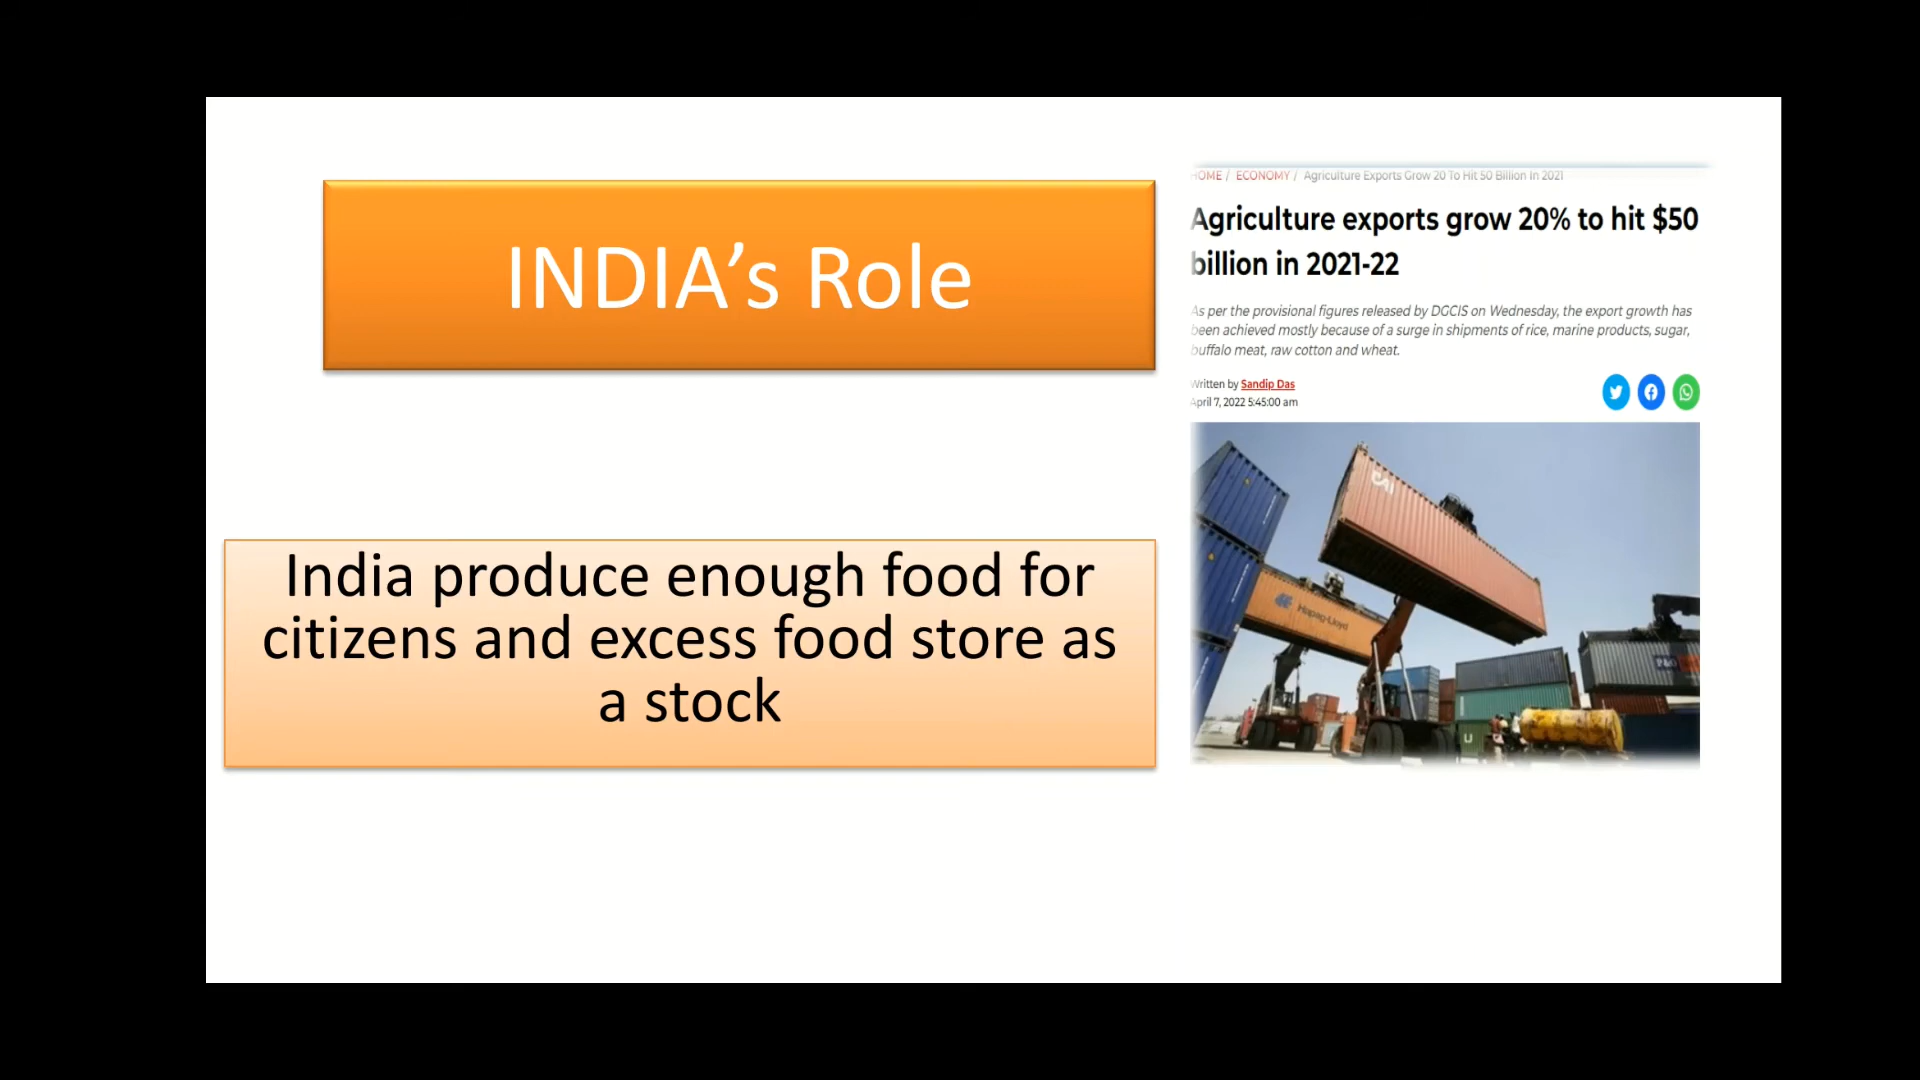 INDIA’s Role
India produce enough food for
citizens and excess food store as
a stock
HOME / ECONOMY / Agriculture Exports Grow 20 To Hit 50 Billion In 2021
Agriculture exports grow 20% to hit $50
billion in 2021-22
As per the provisional figures released by DGCIS on Wednesday, the export growth has
been achieved mostly because of a surge in shipments of rice, marine products, sugar,
buffalo meat, raw cotton and wheat.
Written by Sandip Das
April 7, 2022 5:45:00 am
CAI
Hapag-Lloyd
P&O
U